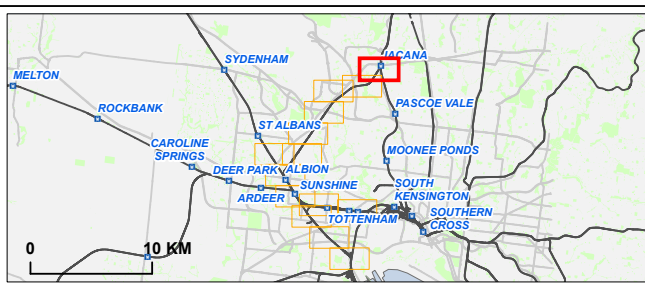 JACANA
SYDENHAM
MELTON
ROCKBANK
PASCOE VALE
ST ALBANS
CAROLINE
SPRINGS
MOONEE PONDS
DEER PARK
ALBION
ARDEER
SUNSHINE
SOUTH
KENSINGTON
TOTTENHAM
SOUTHERN
CROSS
0 10 KM